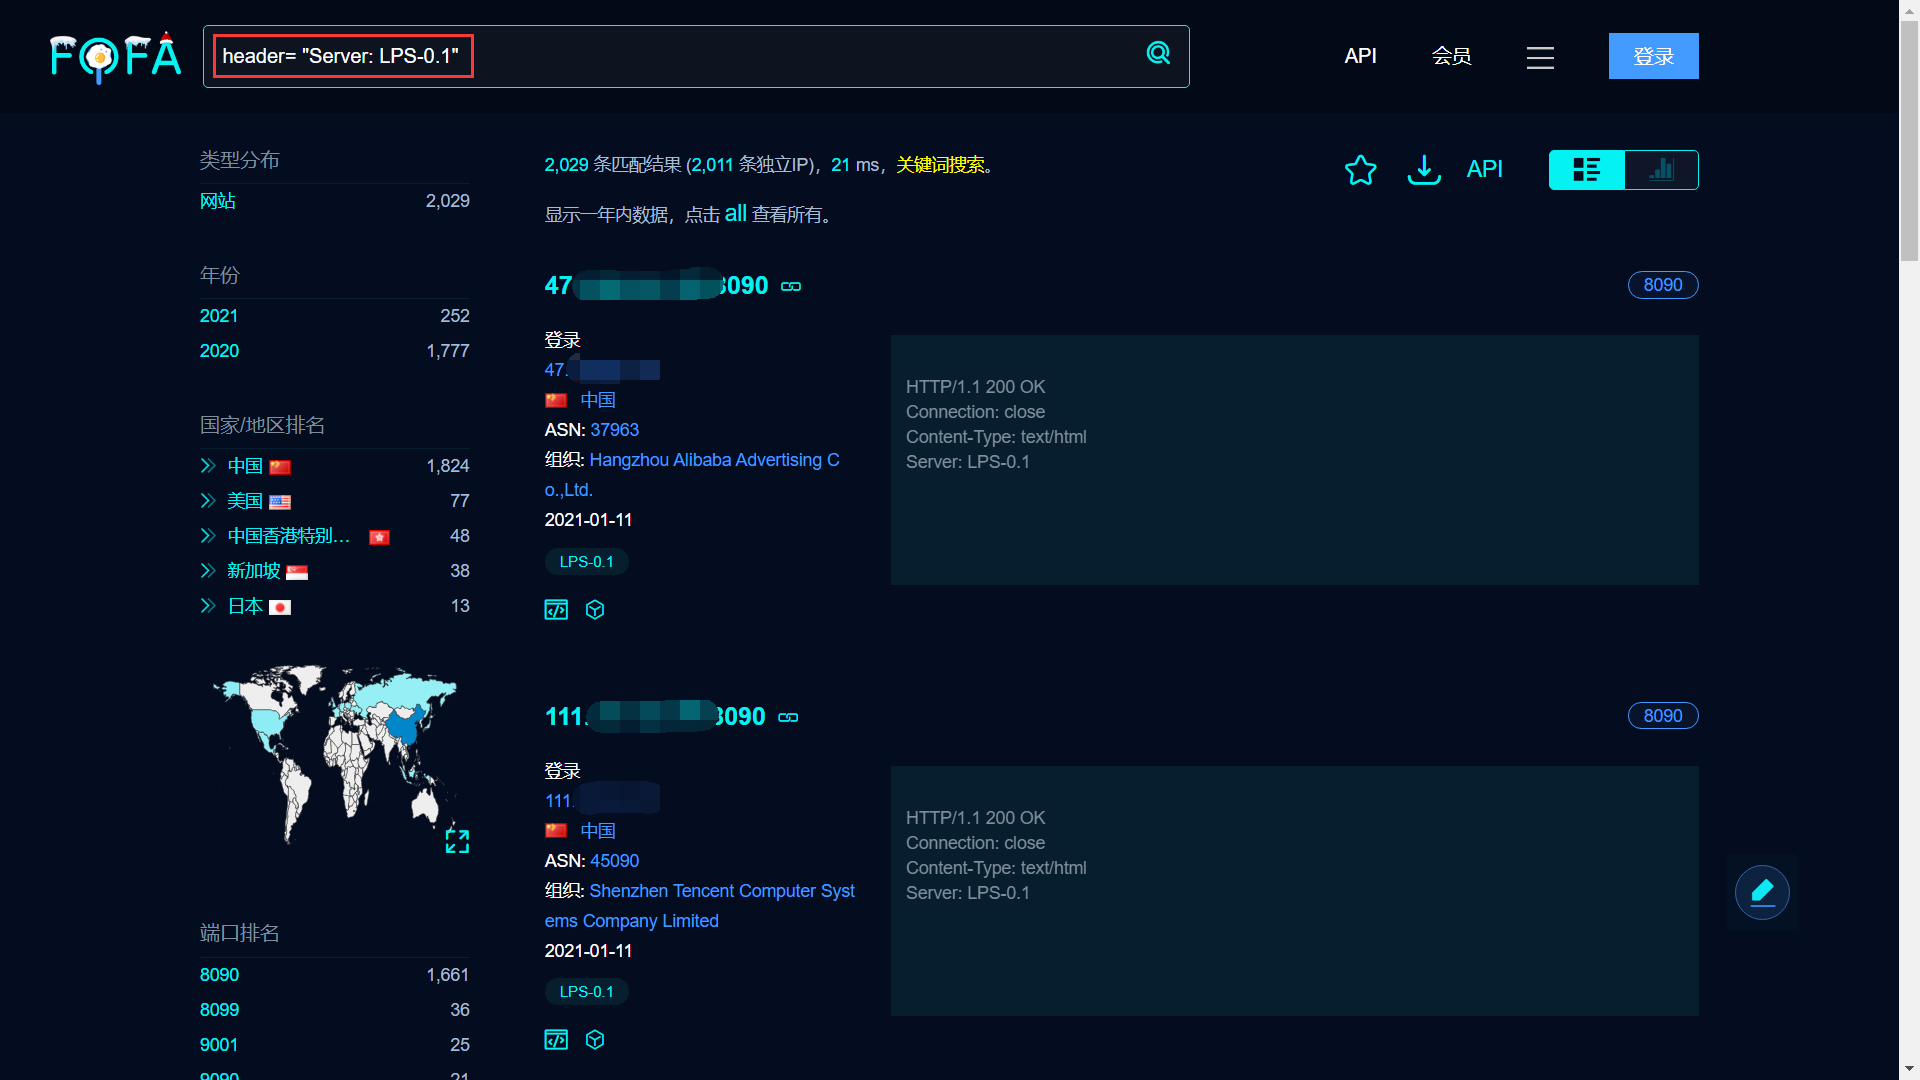 FOFA
header= "Server: LPS-0.1"
API
会员
登录
类型分布
网站 2,029
年份
2021 252
2020 1,777
国家/地区排名
中国 1,824
美国 77
中国香港特别... 48
新加坡 38
日本 13
端口排名
8090 1,661
8099 36
9001 25
9090 21
2,029 条匹配结果 (2,011 条独立IP)，21 ms，关键词搜索。
显示一年内数据，点击 all 查看所有。
API
47 8090
8090
登录
47.
中国
ASN: 37963
组织: Hangzhou Alibaba Advertising C
o.,Ltd.
2021-01-11
LPS-0.1
HTTP/1.1 200 OK
Connection: close
Content-Type: text/html
Server: LPS-0.1
111. 8090
8090
登录
111.
中国
ASN: 45090
组织: Shenzhen Tencent Computer Syst
ems Company Limited
2021-01-11
LPS-0.1
HTTP/1.1 200 OK
Connection: close
Content-Type: text/html
Server: LPS-0.1